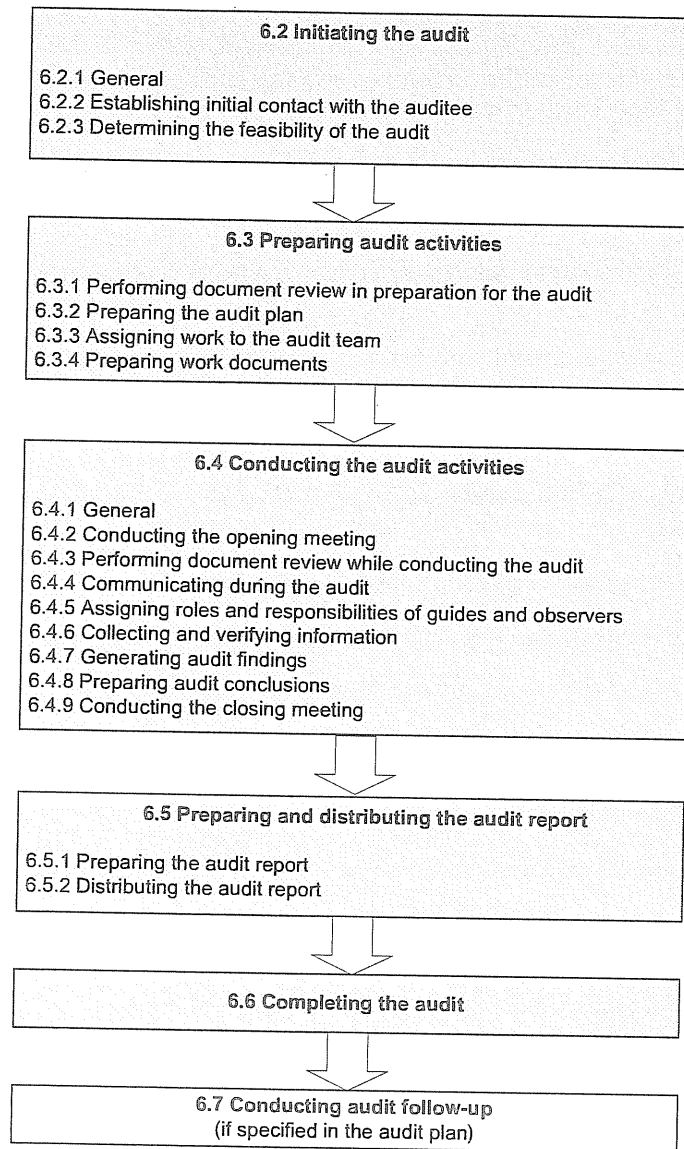 6.2 Initiating the audit
6.2.1 General
6.2.2 Establishing initial contact with the auditee
6.2.3 Determining the feasibility of the audit
6.3 Preparing audit activities
6.3.1 Performing document review in preparation for the audit
6.3.2 Preparing the audit plan
6.3.3 Assigning work to the audit team
6.3.4 Preparing work documents
6.4 Conducting the audit activities
6.4.1 General
6.4.2 Conducting the opening meeting
6.4.3 Performing document review while conducting the audit
6.4.4 Communicating during the audit
6.4.5 Assigning roles and responsibilities of guides and observers
6.4.6 Collecting and verifying information
6.4.7 Generating audit findings
6.4.8 Preparing audit conclusions
6.4.9 Conducting the closing meeting
6.5 Preparing and distributing the audit report
6.5.1 Preparing the audit report
6.5.2 Distributing the audit report
6.6 Completing the audit
6.7 Conducting audit follow-up
(if specified in the audit plan)